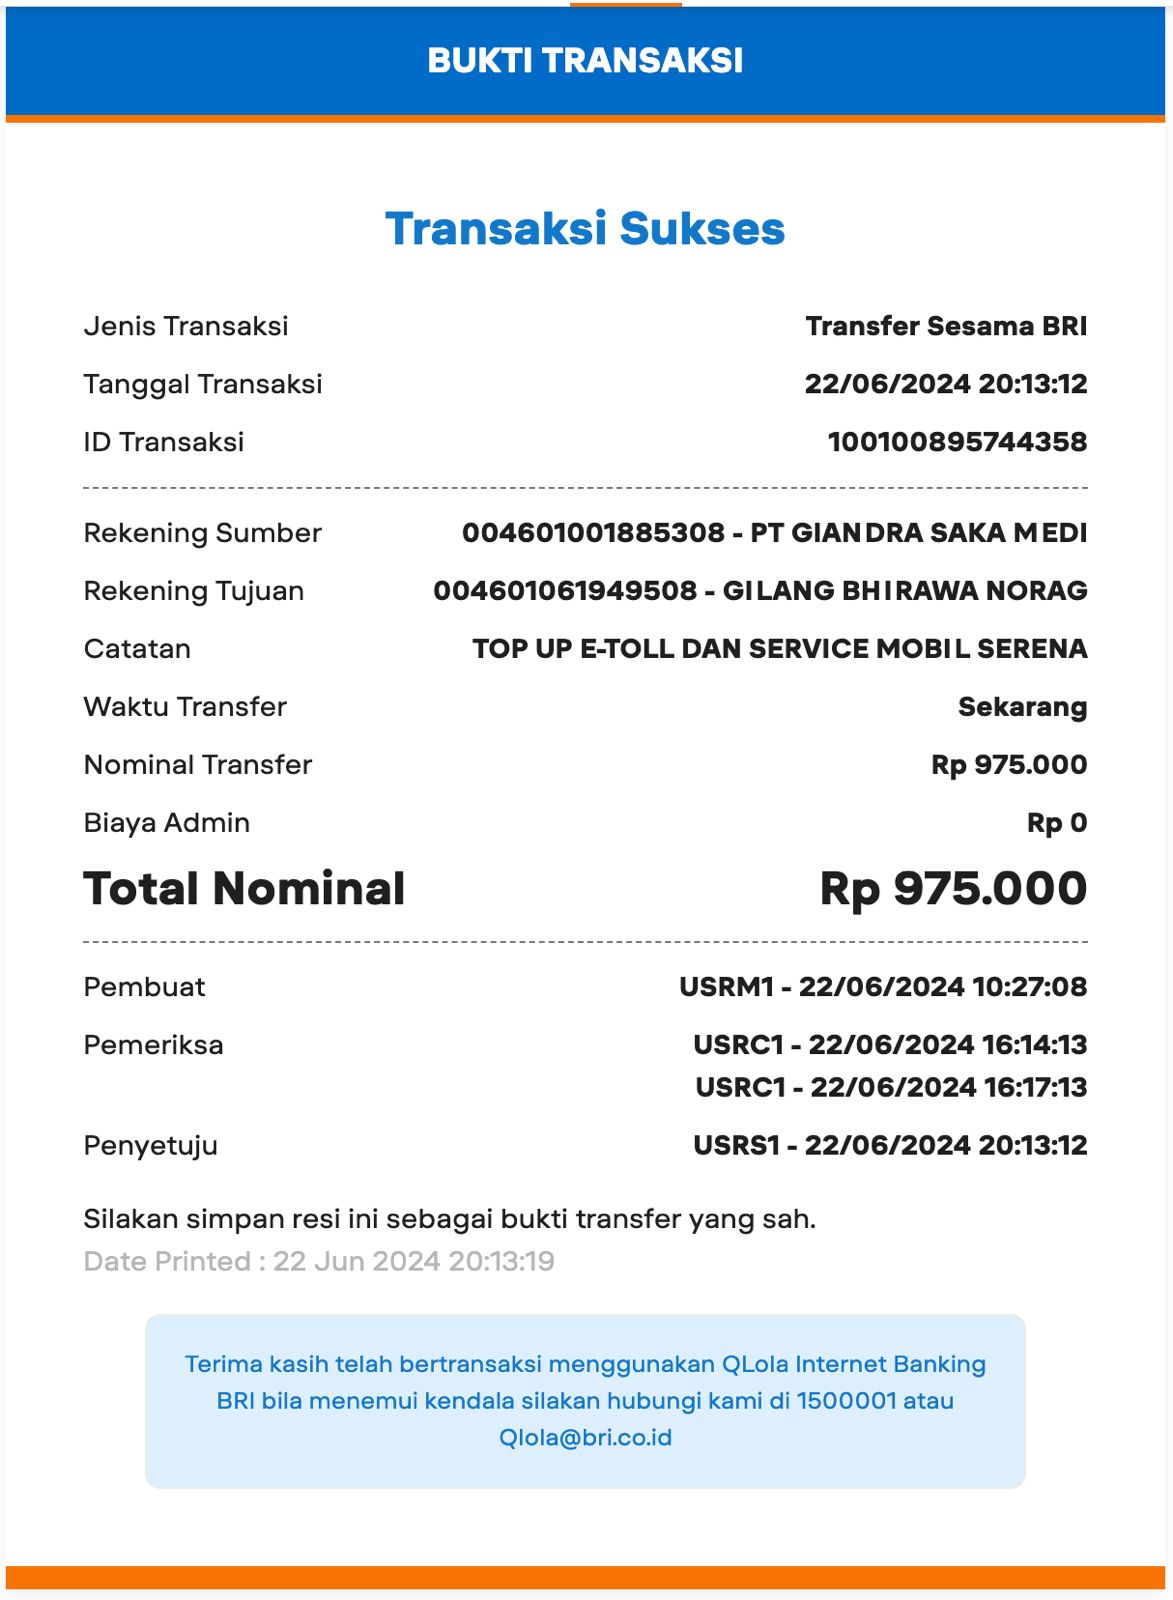 BUKTI TRANSAKSI
Transaksi Sukses
Jenis Transaksi Transfer Sesama BRI
Tanggal Transaksi 22/06/2024 20:13:12
ID Transaksi 100100895744358
Rekening Sumber 004601001885308 - PT GIANDRA SAKA MEDI
Rekening Tujuan 004601061949508 - GILANG BHIRAWA NORAG
Catatan TOP UP E-TOLL DAN SERVICE MOBIL SERENA
Waktu Transfer Sekarang
Nominal Transfer Rp 975.000
Biaya Admin Rp 0
Total Nominal Rp 975.000
Pembuat USRM1 - 22/06/2024 10:27:08
Pemeriksa USRC1 - 22/06/2024 16:14:13
USRC1 - 22/06/2024 16:17:13
Penyetuju USRS1 - 22/06/2024 20:13:12
Silakan simpan resi ini sebagai bukti transfer yang sah.
Date Printed : 22 Jun 2024 20:13:19
Terima kasih telah bertransaksi menggunakan QLola Internet Banking
BRI bila menemui kendala silakan hubungi kami di 1500001 atau
Qlola@bri.co.id